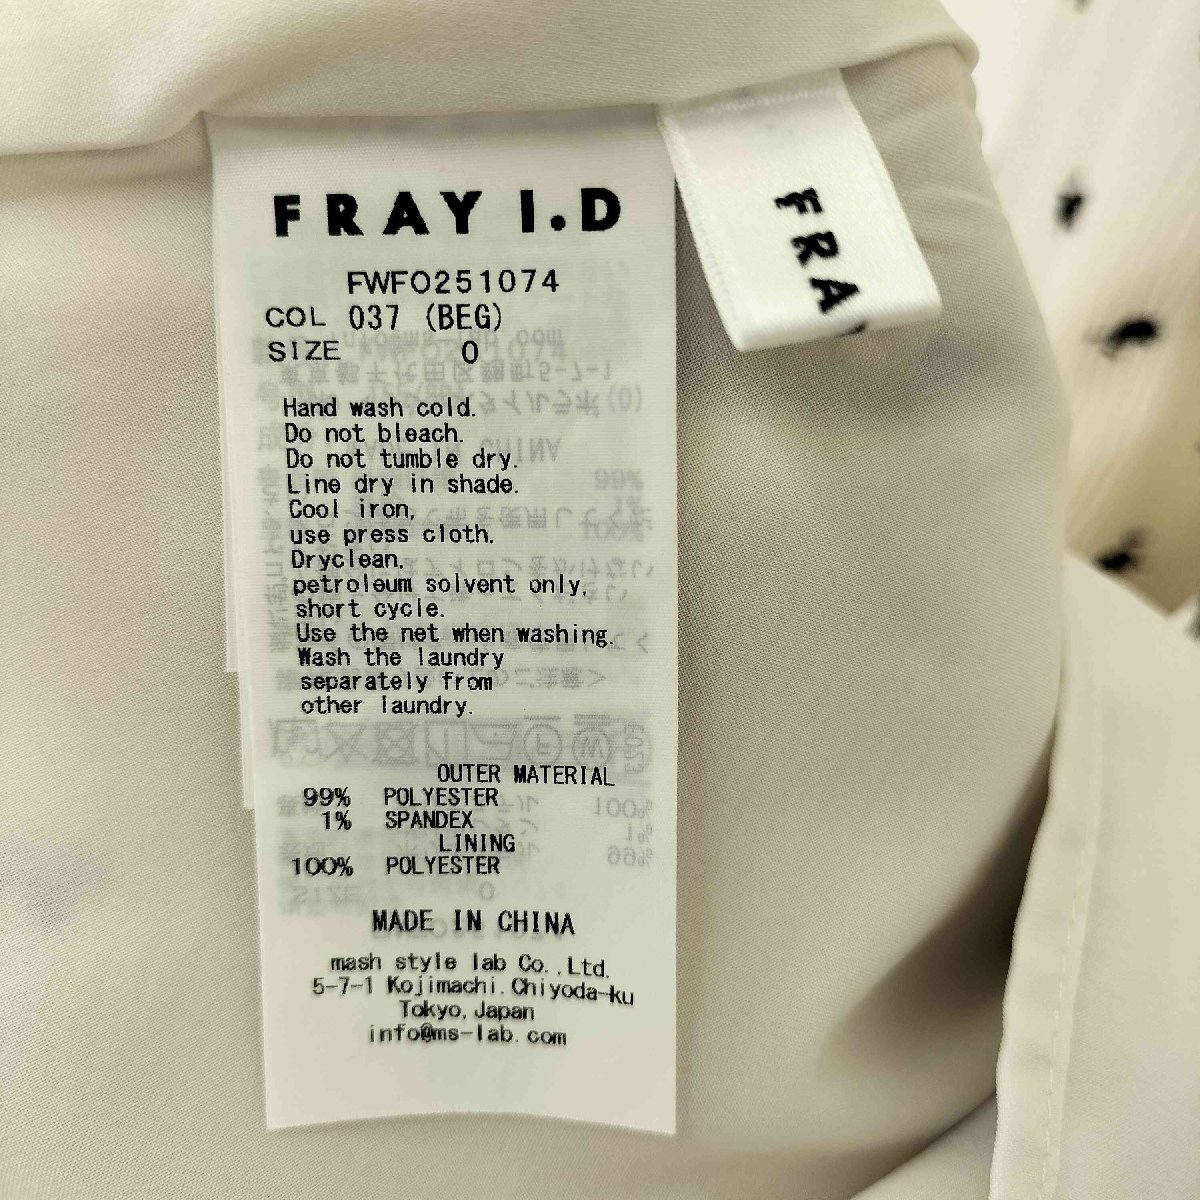 FRAY I.D
FWFO251074
COL 037 (BEG)
SIZE 0
Hand wash cold.
Do not bleach.
Do not tumble dry.
Line dry in shade.
Cool iron,
use press cloth.
Dryclean,
petroleum solvent only,
short cycle.
Use the net when washing.
Wash the laundry
separately from
other laundry.
OUTER MATERIAL
99% POLYESTER
1% SPANDEX
LINING
100% POLYESTER
MADE IN CHINA
mash style lab Co.,Ltd.
5-7-1 Kojimachi.Chiyoda-ku
Tokyo,Japan
info@ms-lab.com
FRA